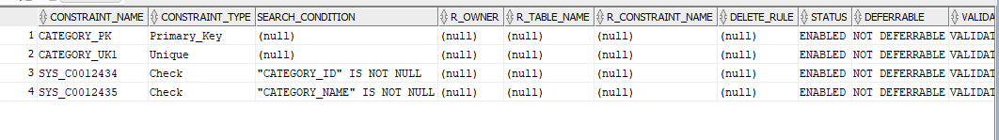 CONSTRAINT_NAME CONSTRAINT_TYPE SEARCH_CONDITION R_OWNER R_TABLE_NAME R_CONSTRAINT_NAME DELETE_RULE STATUS DEFERRABLE VALIDA
1 CATEGORY_PK Primary_Key (null) (null) (null) (null) (null) ENABLED NOT DEFERRABLE VALIDAT
2 CATEGORY_UK1 Unique (null) (null) (null) (null) (null) ENABLED NOT DEFERRABLE VALIDAT
3 SYS_C0012434 Check "CATEGORY_ID" IS NOT NULL (null) (null) (null) (null) ENABLED NOT DEFERRABLE VALIDAT
4 SYS_C0012435 Check "CATEGORY_NAME" IS NOT NULL (null) (null) (null) (null) ENABLED NOT DEFERRABLE VALIDAT